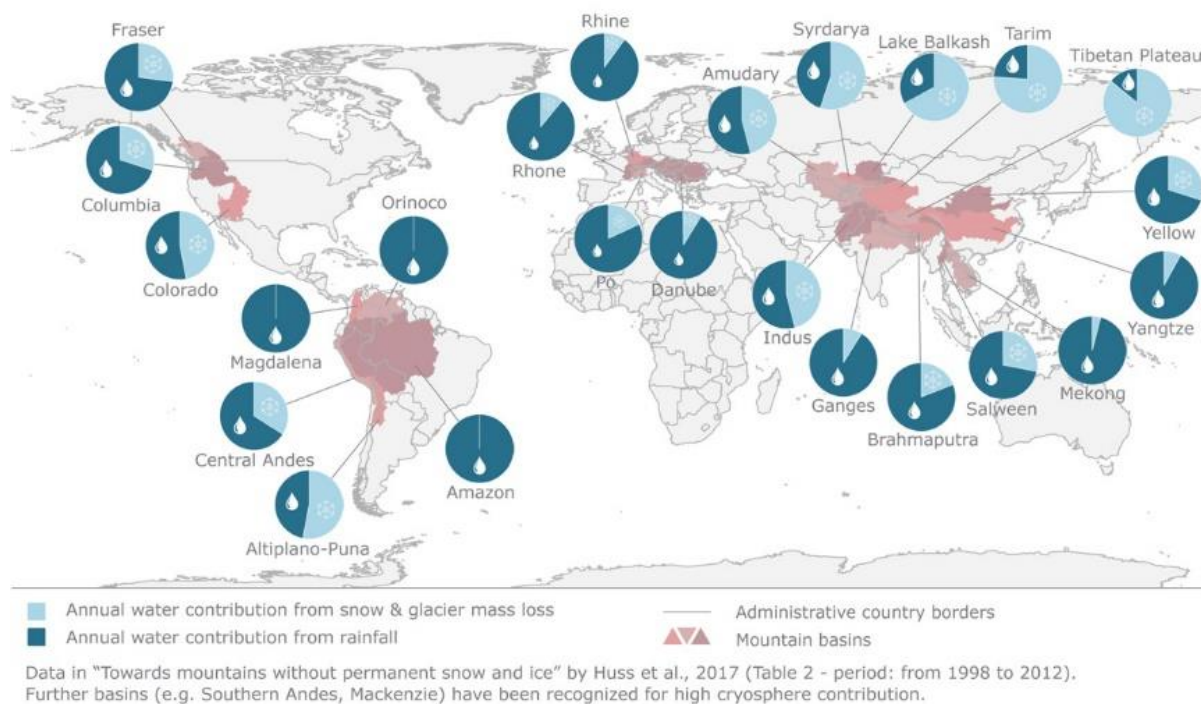 Fraser
Columbia
Colorado
Orinoco
Magdalena
Central Andes
Amazon
Altiplano-Puna
Rhine
Rhone
Po
Danube
Amudary
Syrdarya
Lake Balkash
Tarim
Tibetan Plateau
Yellow
Yangtze
Indus
Ganges
Brahmaputra
Salween
Mekong
Annual water contribution from snow & glacier mass loss
Annual water contribution from rainfall
Administrative country borders
Mountain basins
Data in "Towards mountains without permanent snow and ice" by Huss et al., 2017 (Table 2 - period: from 1998 to 2012).
Further basins (e.g. Southern Andes, Mackenzie) have been recognized for high cryosphere contribution.